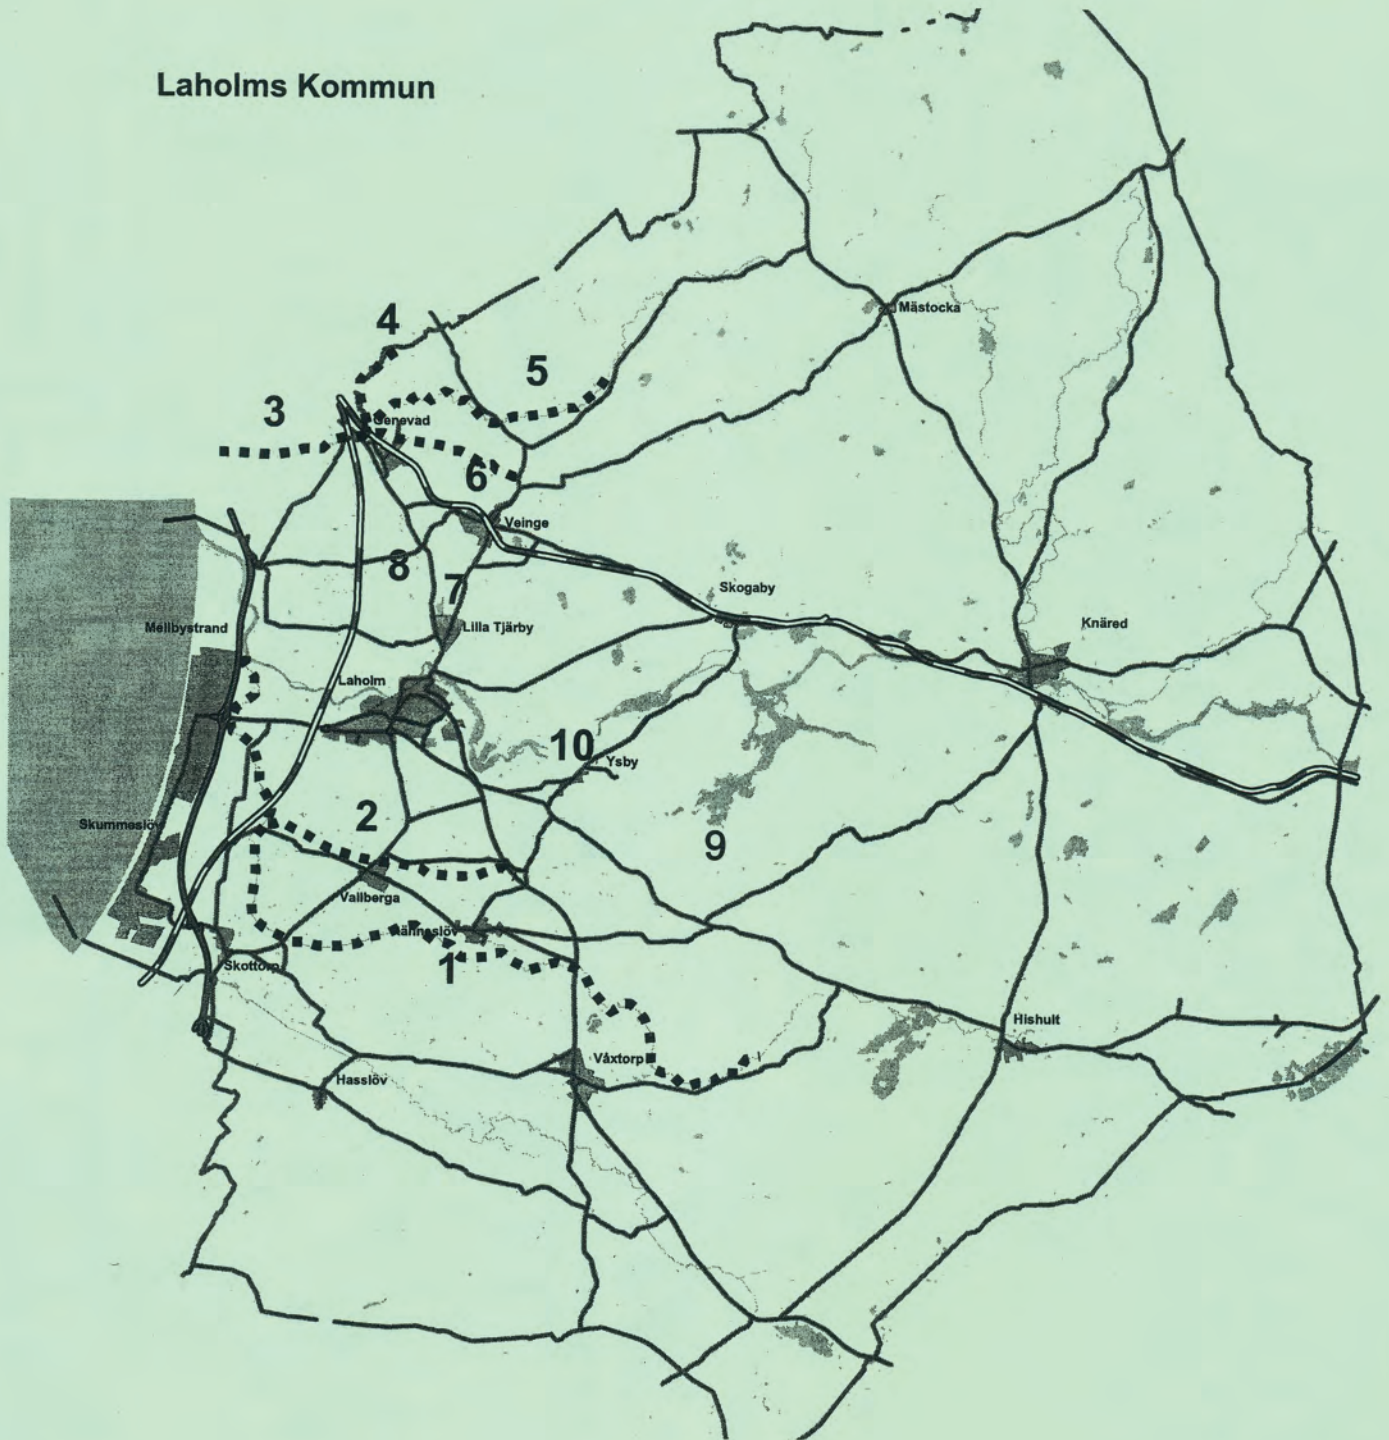 Laholms Kommun
Mästocka
4
5
3
Genevad
6
Veinge
8
7
Skogaby
Mellbystrand
Lilla Tjärby
Knäred
Laholm
10
Ysby
Skummeslöv
2
9
Vallberga
Ränneslöv
1
Skottorp
Hishult
Våxtorp
Hasslöv